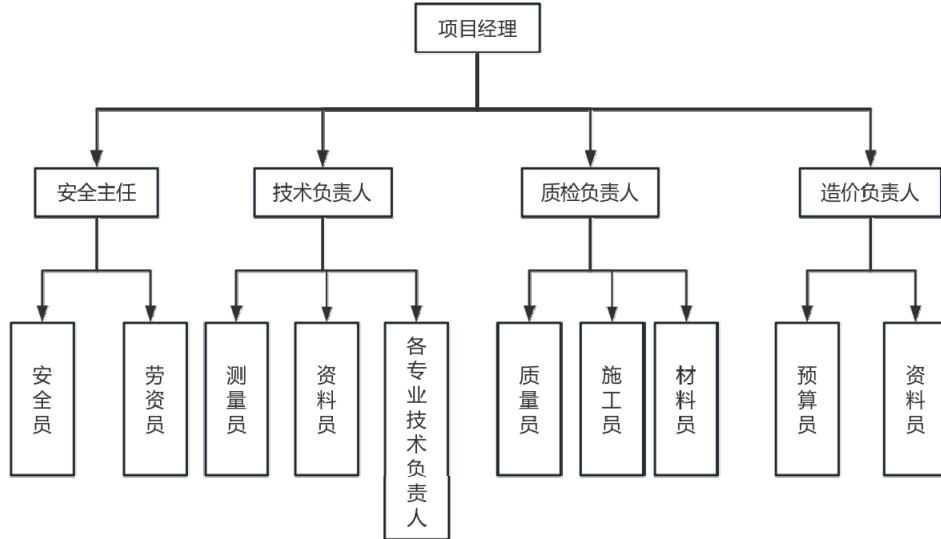 项目经理
安全主任
技术负责人
质检负责人
造价负责人
安全员
劳资员
测量员
资料员
各专业技术负责人
质量员
施工员
材料员
预算员
资料员